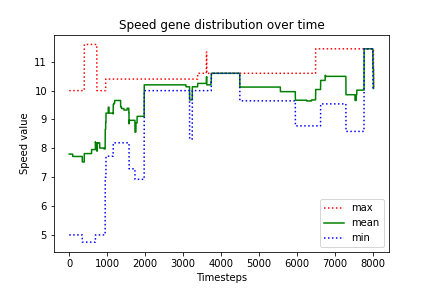 Speed gene distribution over time
Speed value
11
10
9
8
7
6
5
max
mean
min
0 1000 2000 3000 4000 5000 6000 7000 8000
Timesteps